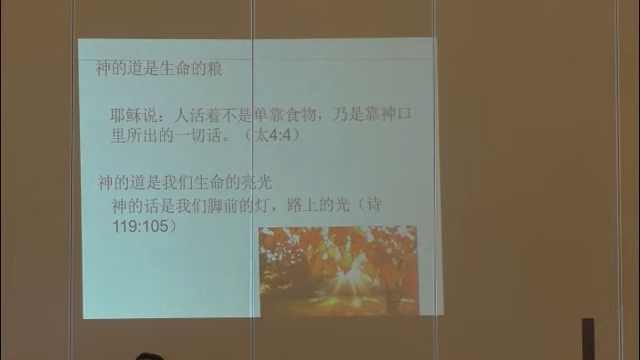 神的道是生命的粮
耶稣说：人活着不是单靠食物，乃是靠神口
里所出的一切话。（太4:4）
神的道是我们生命的亮光
神的话是我们脚前的灯，路上的光（诗
119:105）